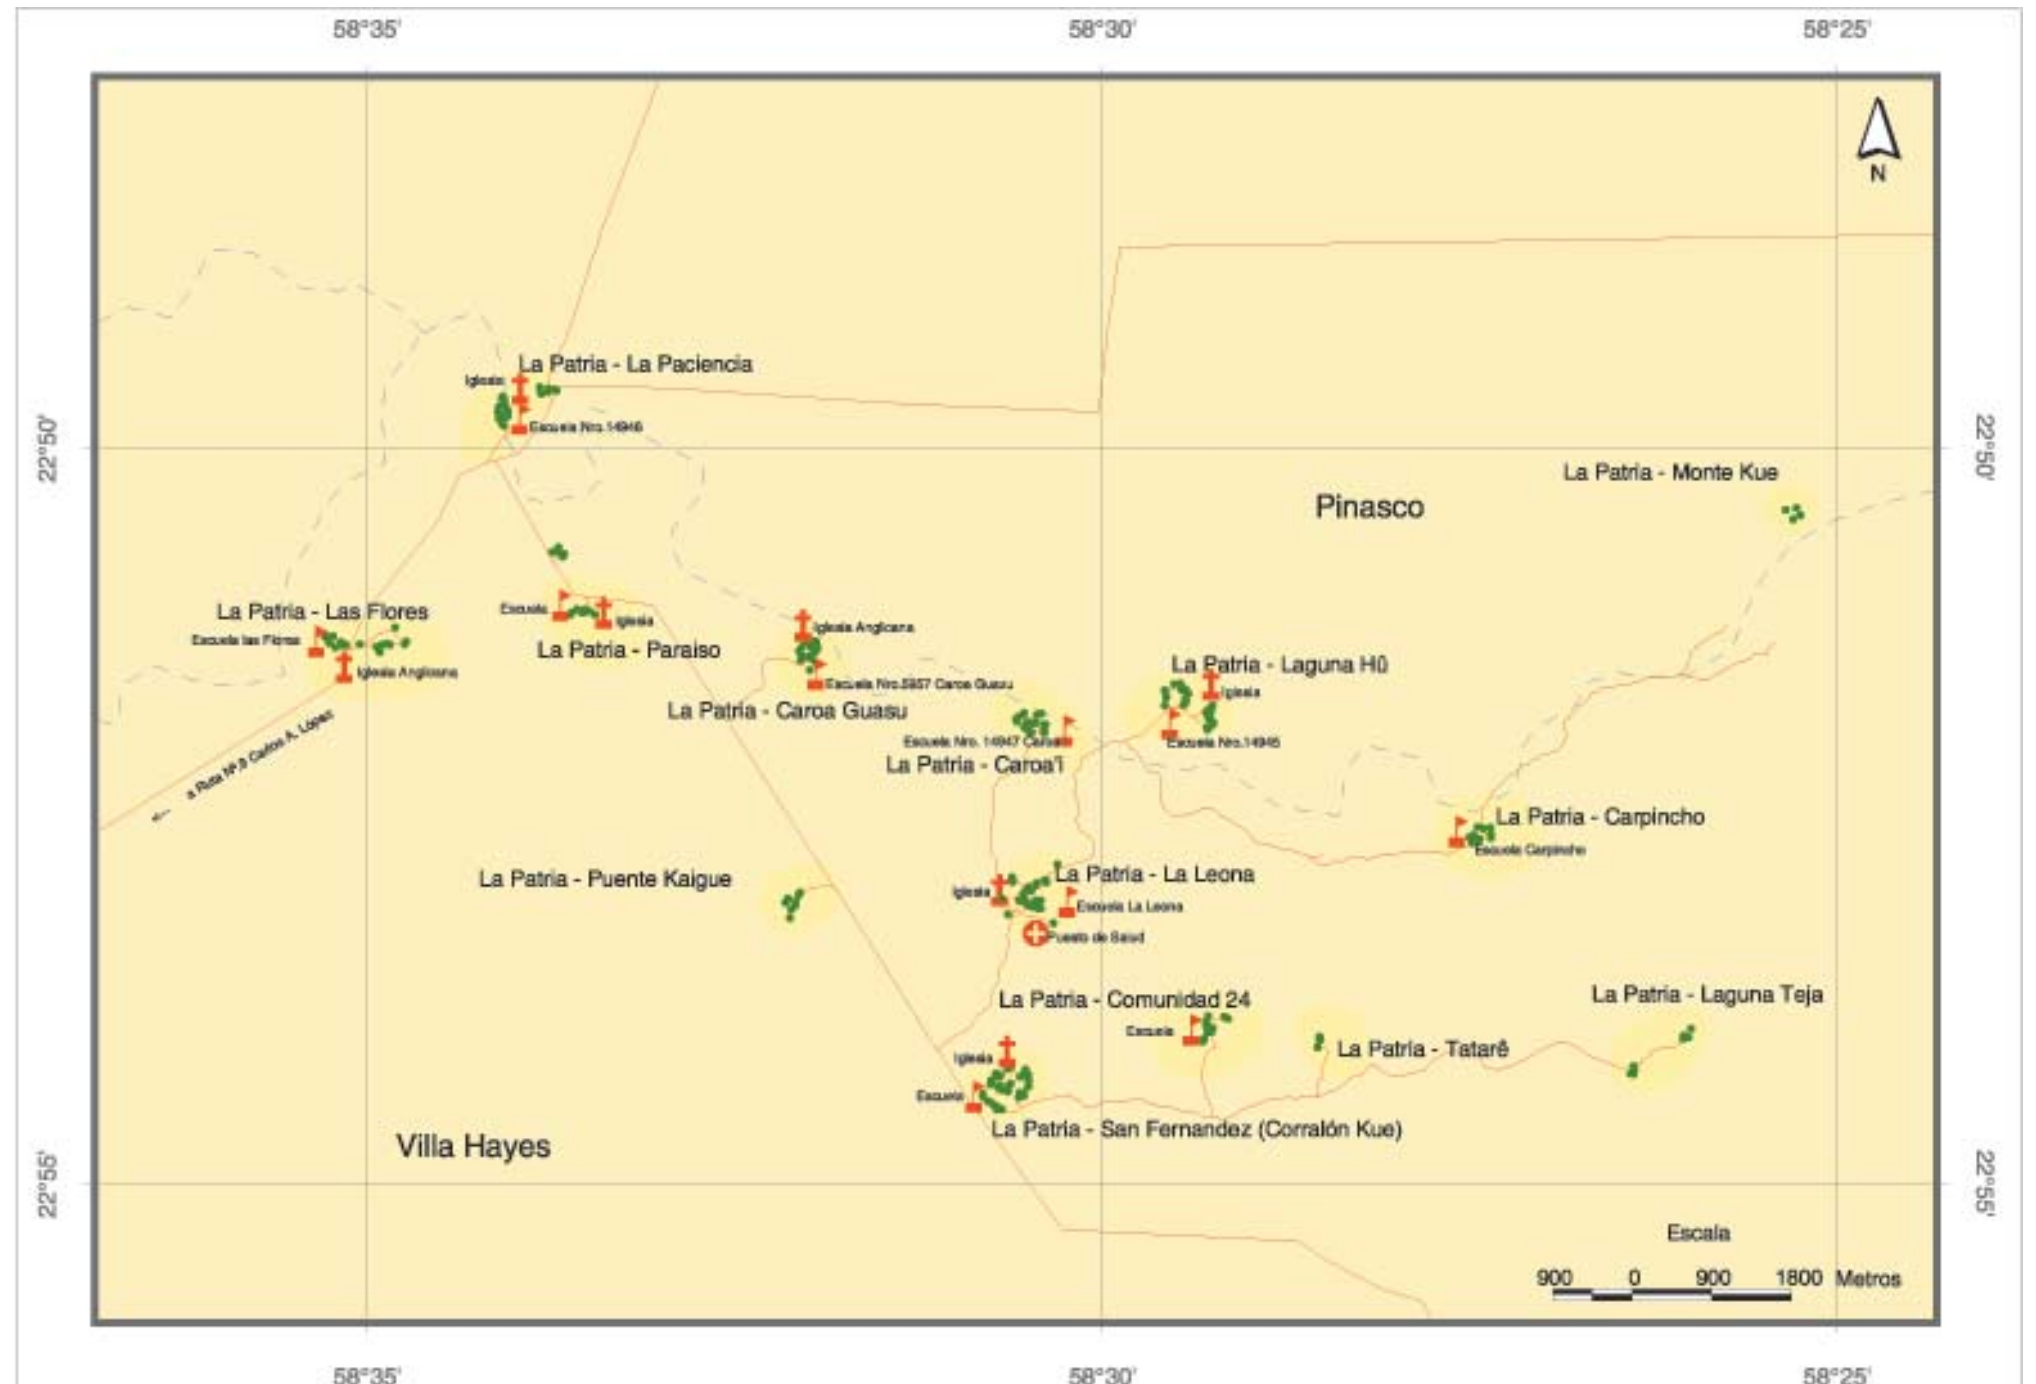 58°35' 58°30' 58°25'
N
La Patria - La Paciencia
Iglesia
Escuela Nro.14946
22°50' 22°50'
La Patria - Monte Kue
Pinasco
La Patria - Las Flores
Escuela las Flores
Iglesia Anglicana
Escuela
Iglesia
La Patria - Paraiso
Iglesia Anglicana
Escuela Nro.5957 Caroa Guasu
La Patria - Caroa Guasu
La Patria - Laguna Hû
Iglesia
Escuela Nro.14945
Escuela Nro. 14947 Caroa
La Patria - Caroa'i
a Ruta Nº.9 Carlos A. López
La Patria - Carpincho
Escuela Carpincho
La Patria - Puente Kaigue
La Patria - La Leona
Iglesia
Escuela La Leona
Puesto de Salud
La Patria - Comunidad 24
Escuela
La Patria - Laguna Teja
La Patria - Tatarê
Iglesia
Escuela
La Patria - San Fernandez (Corralón Kue)
Villa Hayes
22°55' 22°55'
Escala
900 0 900 1800 Metros
58°35' 58°30' 58°25'